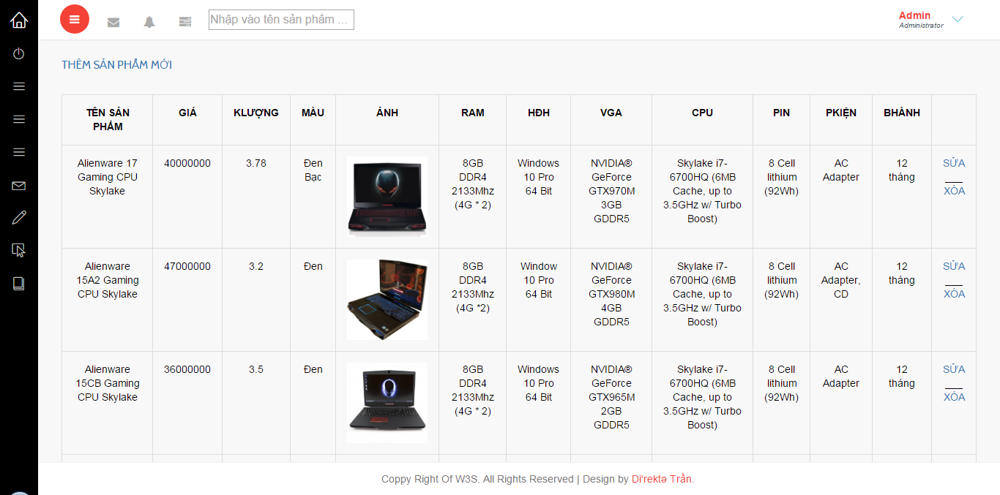 Nhập vào tên sản phẩm ...
Admin
Administrator
THÊM SẢN PHẨM MỚI
TÊN SẢN
PHẨM
GIÁ
KLƯỢNG
MÀU
ẢNH
RAM
HĐH
VGA
CPU
PIN
PKIỆN
BHÀNH
Alienware 17
Gaming CPU
Skylake
40000000
3.78
Đen
Bạc
8GB
DDR4
2133Mhz
(4G * 2)
Windows
10 Pro
64 Bit
NVIDIA®
GeForce
GTX970M
3GB
GDDR5
Skylake i7-
6700HQ (6MB
Cache, up to
3.5GHz w/ Turbo
Boost)
8 Cell
lithium
(92Wh)
AC
Adapter
12
tháng
SỬA
XÓA
Alienware
15A2 Gaming
CPU Skylake
47000000
3.2
Đen
8GB
DDR4
2133Mhz
(4G *2)
Window
10 Pro
64 Bit
NVIDIA®
GeForce
GTX980M
4GB
GDDR5
Skylake i7-
6700HQ (6MB
Cache, up to
3.5GHz w/ Turbo
Boost)
8 Cell
lithium
(92Wh)
AC
Adapter,
CD
12
tháng
SỬA
XÓA
Alienware
15CB Gaming
CPU Skylake
36000000
3.5
Đen
8GB
DDR4
2133Mhz
(4G * 2)
Windows
10 Pro
64 Bit
NVIDIA®
GeForce
GTX965M
2GB
GDDR5
Skylake i7-
6700HQ (6MB
Cache, up to
3.5GHz w/ Turbo
Boost)
8 Cell
lithium
(92Wh)
AC
Adapter
12
tháng
SỬA
XÓA
Coppy Right Of W3S. All Rights Reserved | Design by Di'rektə Trần.